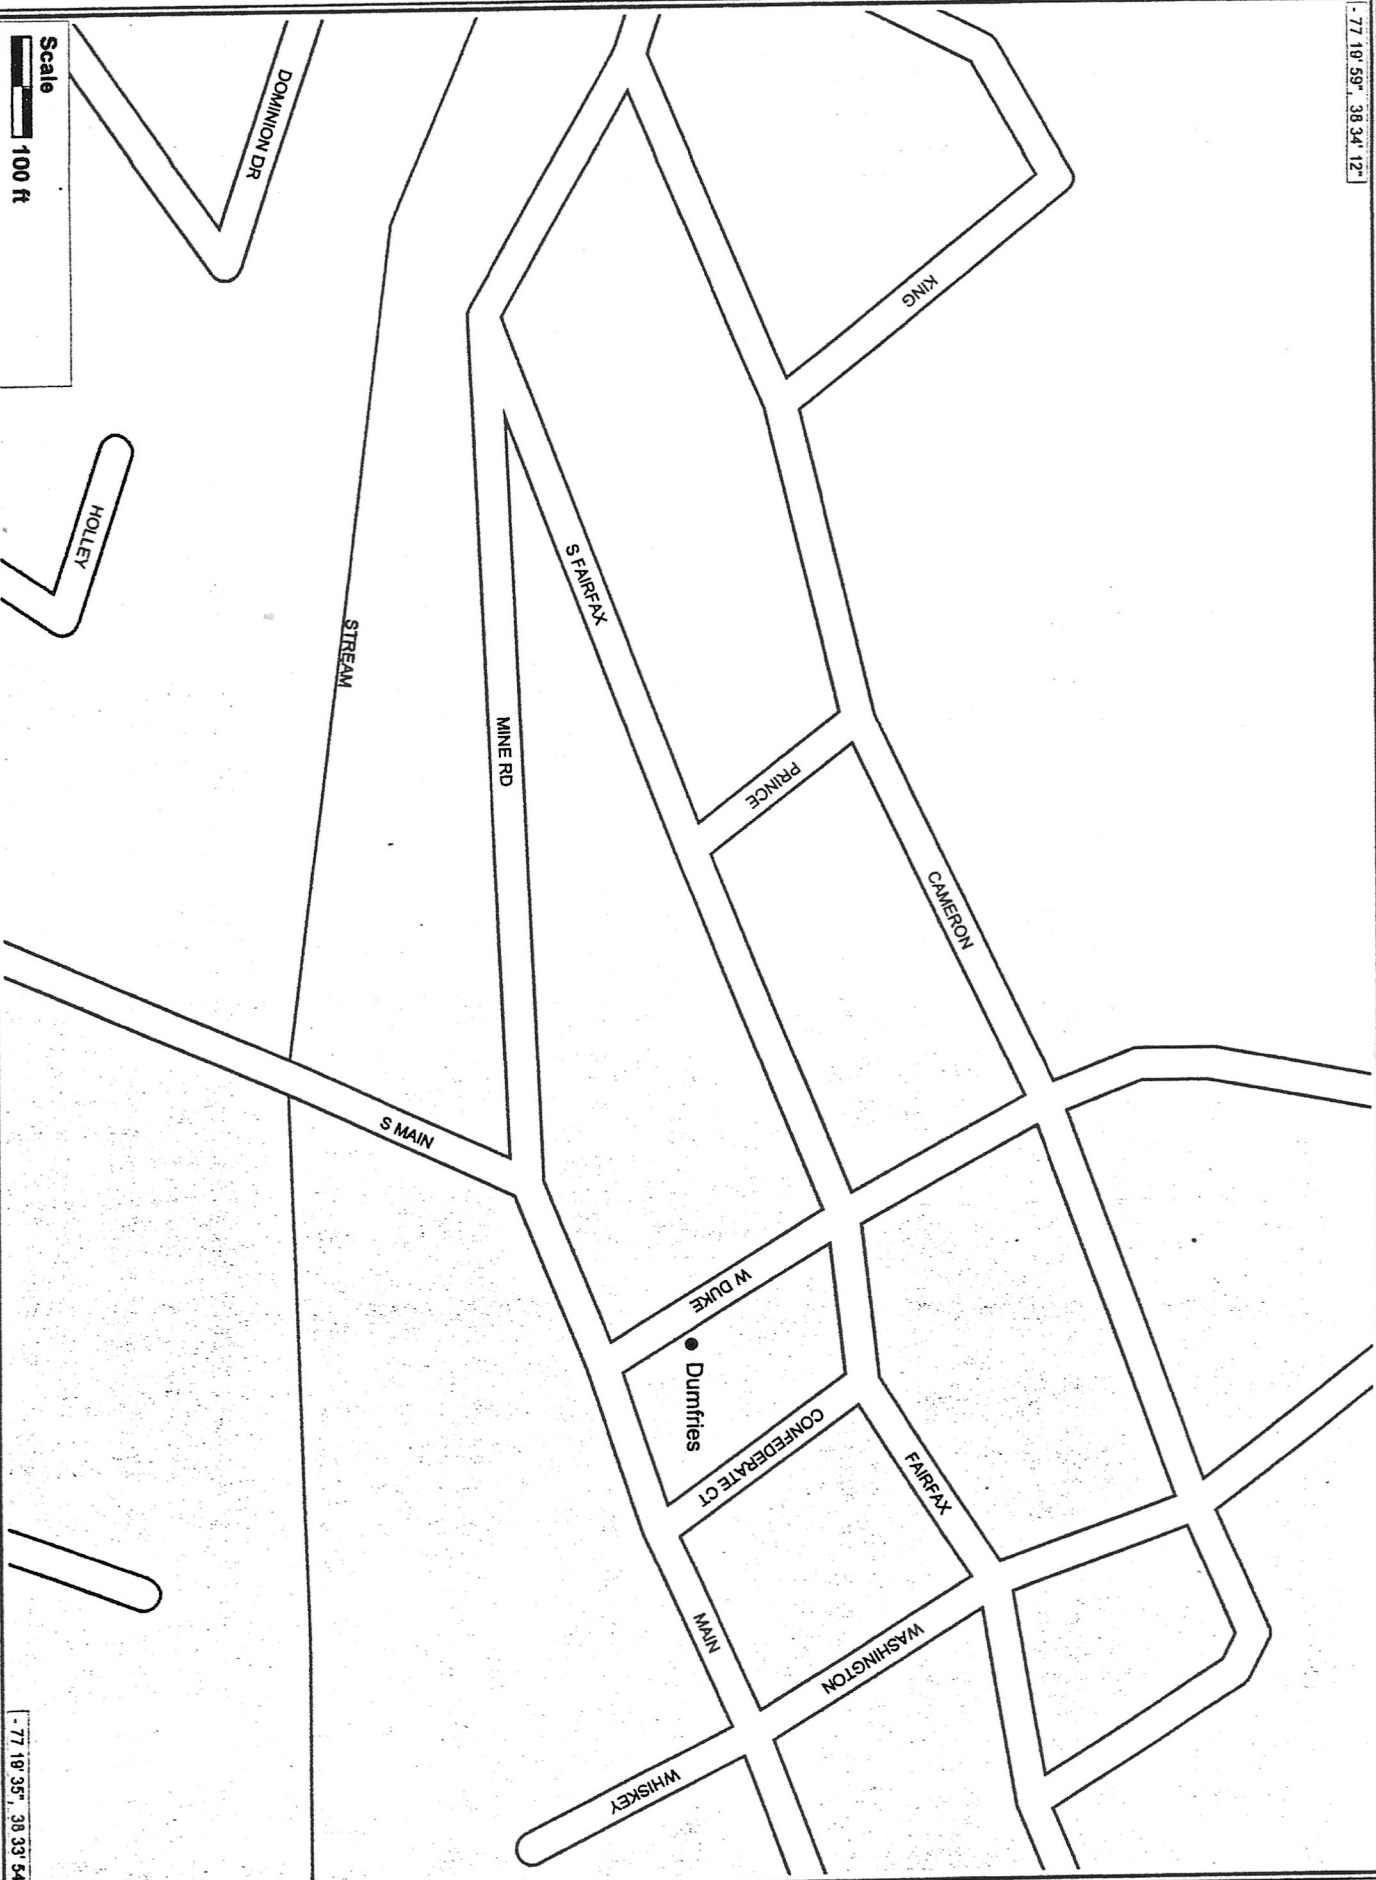 - 77 19' 59", 38 34' 12"
CAMERON
FAIRFAX
KING
WASHINGTON
PRINCE
CONFEDERATE CT
W DUKE
MAIN
Dumfries
WHISKEY
S FAIRFAX
MINE RD
S MAIN
STREAM
DOMINION DR
HOLLEY
Scale
100 ft
- 77 19' 35", 38 33' 54